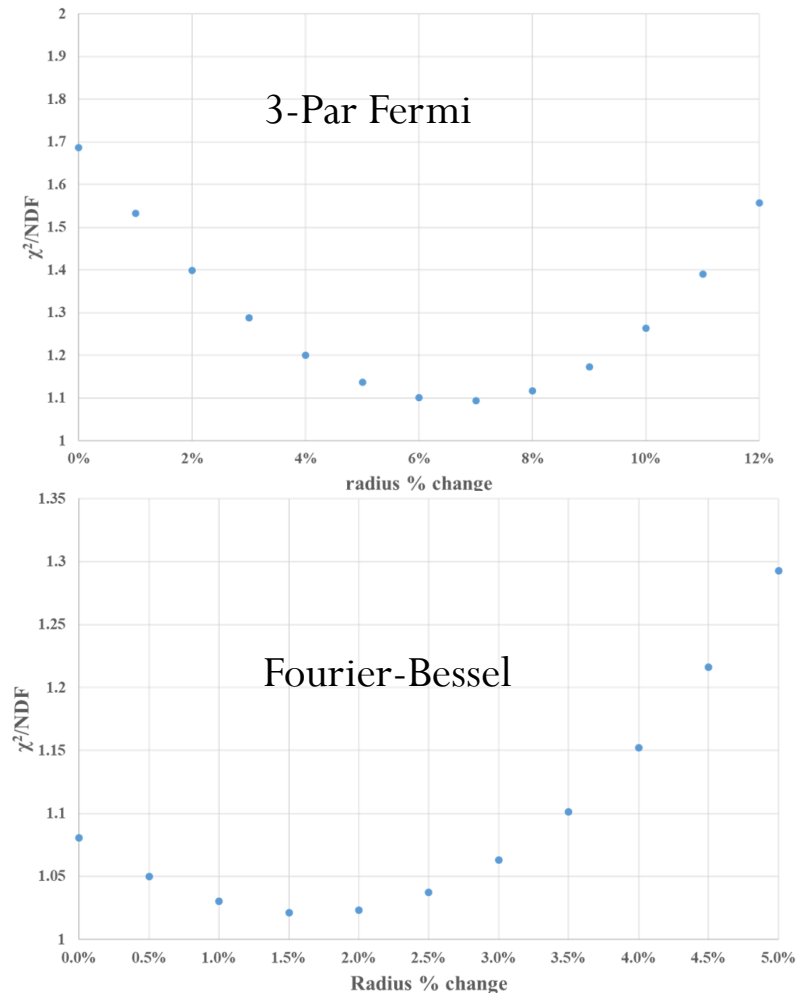 2
1.9
1.8
3-Par Fermi
1.7
1.6
χ²/NDF
1.5
1.4
1.3
1.2
1.1
1
0% 2% 4% 6% 8% 10% 12%
radius % change
1.35
1.3
1.25
Fourier-Bessel
1.2
χ²/NDF
1.15
1.1
1.05
1
0.0% 0.5% 1.0% 1.5% 2.0% 2.5% 3.0% 3.5% 4.0% 4.5% 5.0%
Radius % change